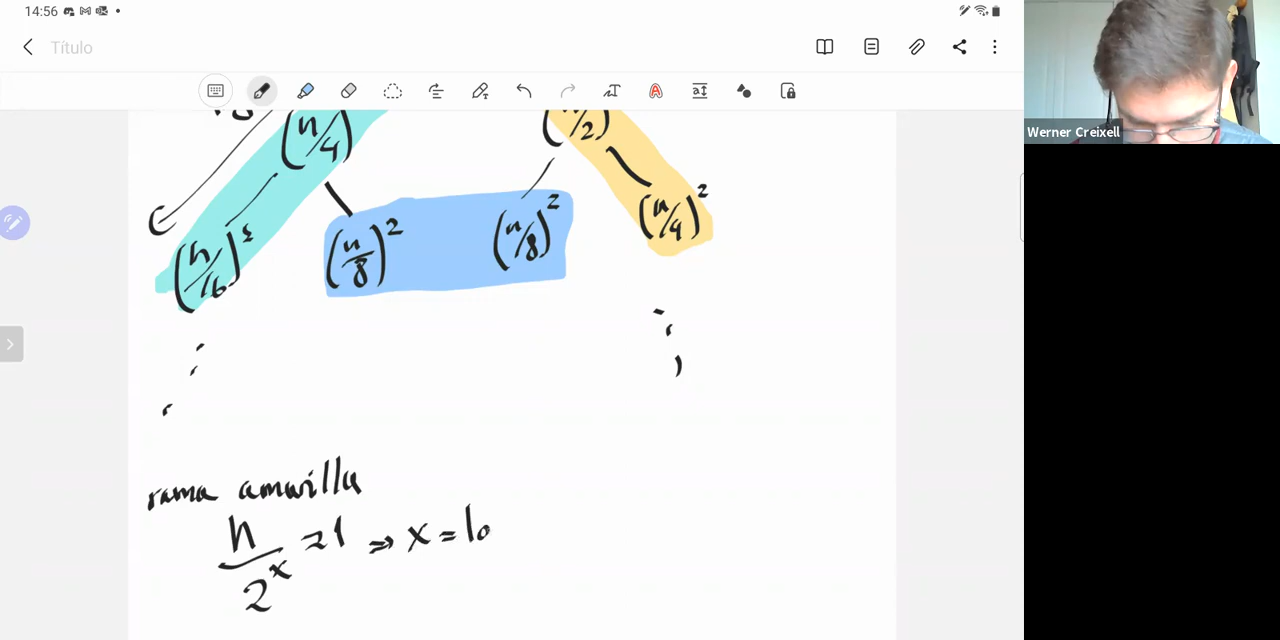 14:56
Título
Werner Creixell
(n/4)
(n/2)
(n/16)²
(n/8)²
(n/8)²
(n/4)²
rama amarilla
n/2^x = 1 ⇒ x = lo